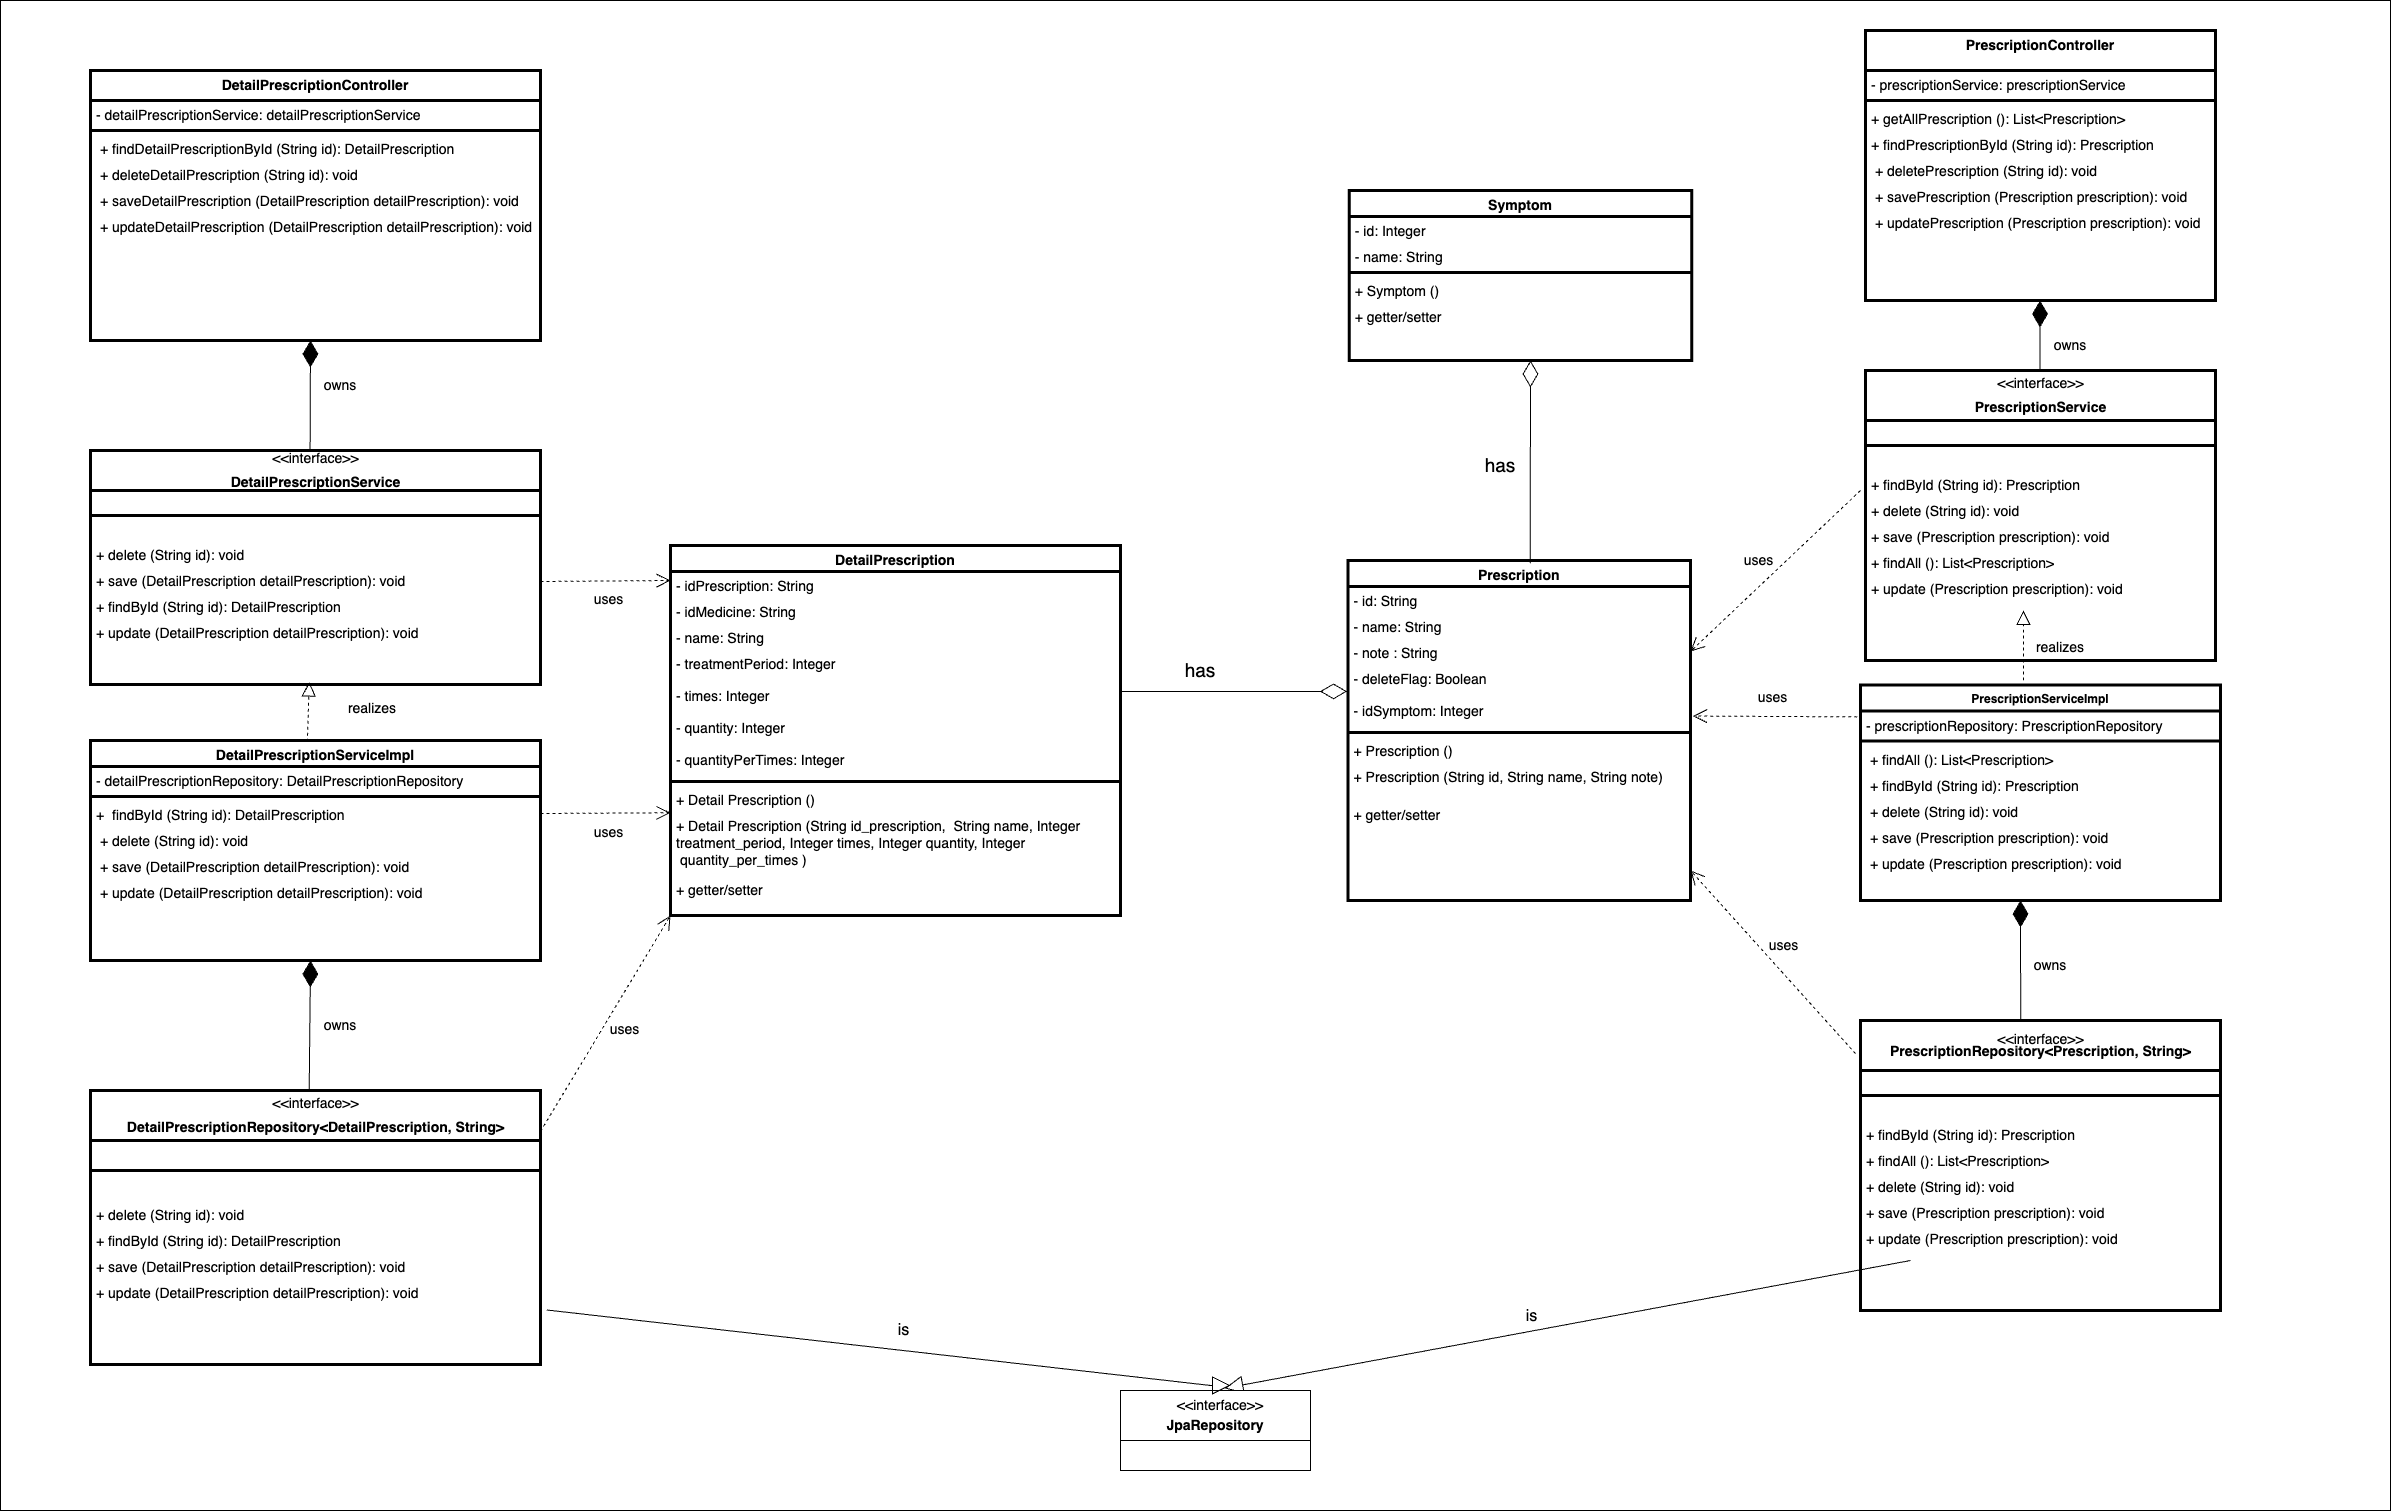 DetailPrescriptionController
- detailPrescriptionService: detailPrescriptionService
+ findDetailPrescriptionById (String id): DetailPrescription
+ deleteDetailPrescription (String id): void
+ saveDetailPrescription (DetailPrescription detailPrescription): void
+ updateDetailPrescription (DetailPrescription detailPrescription): void
owns
<<interface>>
DetailPrescriptionService
+ delete (String id): void
+ save (DetailPrescription detailPrescription): void
+ findById (String id): DetailPrescription
+ update (DetailPrescription detailPrescription): void
uses
realizes
DetailPrescriptionServiceImpl
- detailPrescriptionRepository: DetailPrescriptionRepository
+ findById (String id): DetailPrescription
+ delete (String id): void
+ save (DetailPrescription detailPrescription): void
+ update (DetailPrescription detailPrescription): void
uses
owns
uses
<<interface>>
DetailPrescriptionRepository<DetailPrescription, String>
+ delete (String id): void
+ findById (String id): DetailPrescription
+ save (DetailPrescription detailPrescription): void
+ update (DetailPrescription detailPrescription): void
is
DetailPrescription
- idPrescription: String
- idMedicine: String
- name: String
- treatmentPeriod: Integer
- times: Integer
- quantity: Integer
- quantityPerTimes: Integer
+ Detail Prescription ()
+ Detail Prescription (String id_prescription, String name, Integer
treatment_period, Integer times, Integer quantity, Integer
quantity_per_times )
+ getter/setter
has
Symptom
- id: Integer
- name: String
+ Symptom ()
+ getter/setter
has
Prescription
- id: String
- name: String
- note : String
- deleteFlag: Boolean
- idSymptom: Integer
+ Prescription ()
+ Prescription (String id, String name, String note)
+ getter/setter
PrescriptionController
- prescriptionService: prescriptionService
+ getAllPrescription (): List<Prescription>
+ findPrescriptionById (String id): Prescription
+ deletePrescription (String id): void
+ savePrescription (Prescription prescription): void
+ updatePrescription (Prescription prescription): void
owns
<<interface>>
PrescriptionService
+ findById (String id): Prescription
+ delete (String id): void
+ save (Prescription prescription): void
+ findAll (): List<Prescription>
+ update (Prescription prescription): void
uses
realizes
PrescriptionServiceImpl
- prescriptionRepository: PrescriptionRepository
+ findAll (): List<Prescription>
+ findById (String id): Prescription
+ delete (String id): void
+ save (Prescription prescription): void
+ update (Prescription prescription): void
uses
owns
uses
<<interface>>
PrescriptionRepository<Prescription, String>
+ findById (String id): Prescription
+ findAll (): List<Prescription>
+ delete (String id): void
+ save (Prescription prescription): void
+ update (Prescription prescription): void
is
<<interface>>
JpaRepository